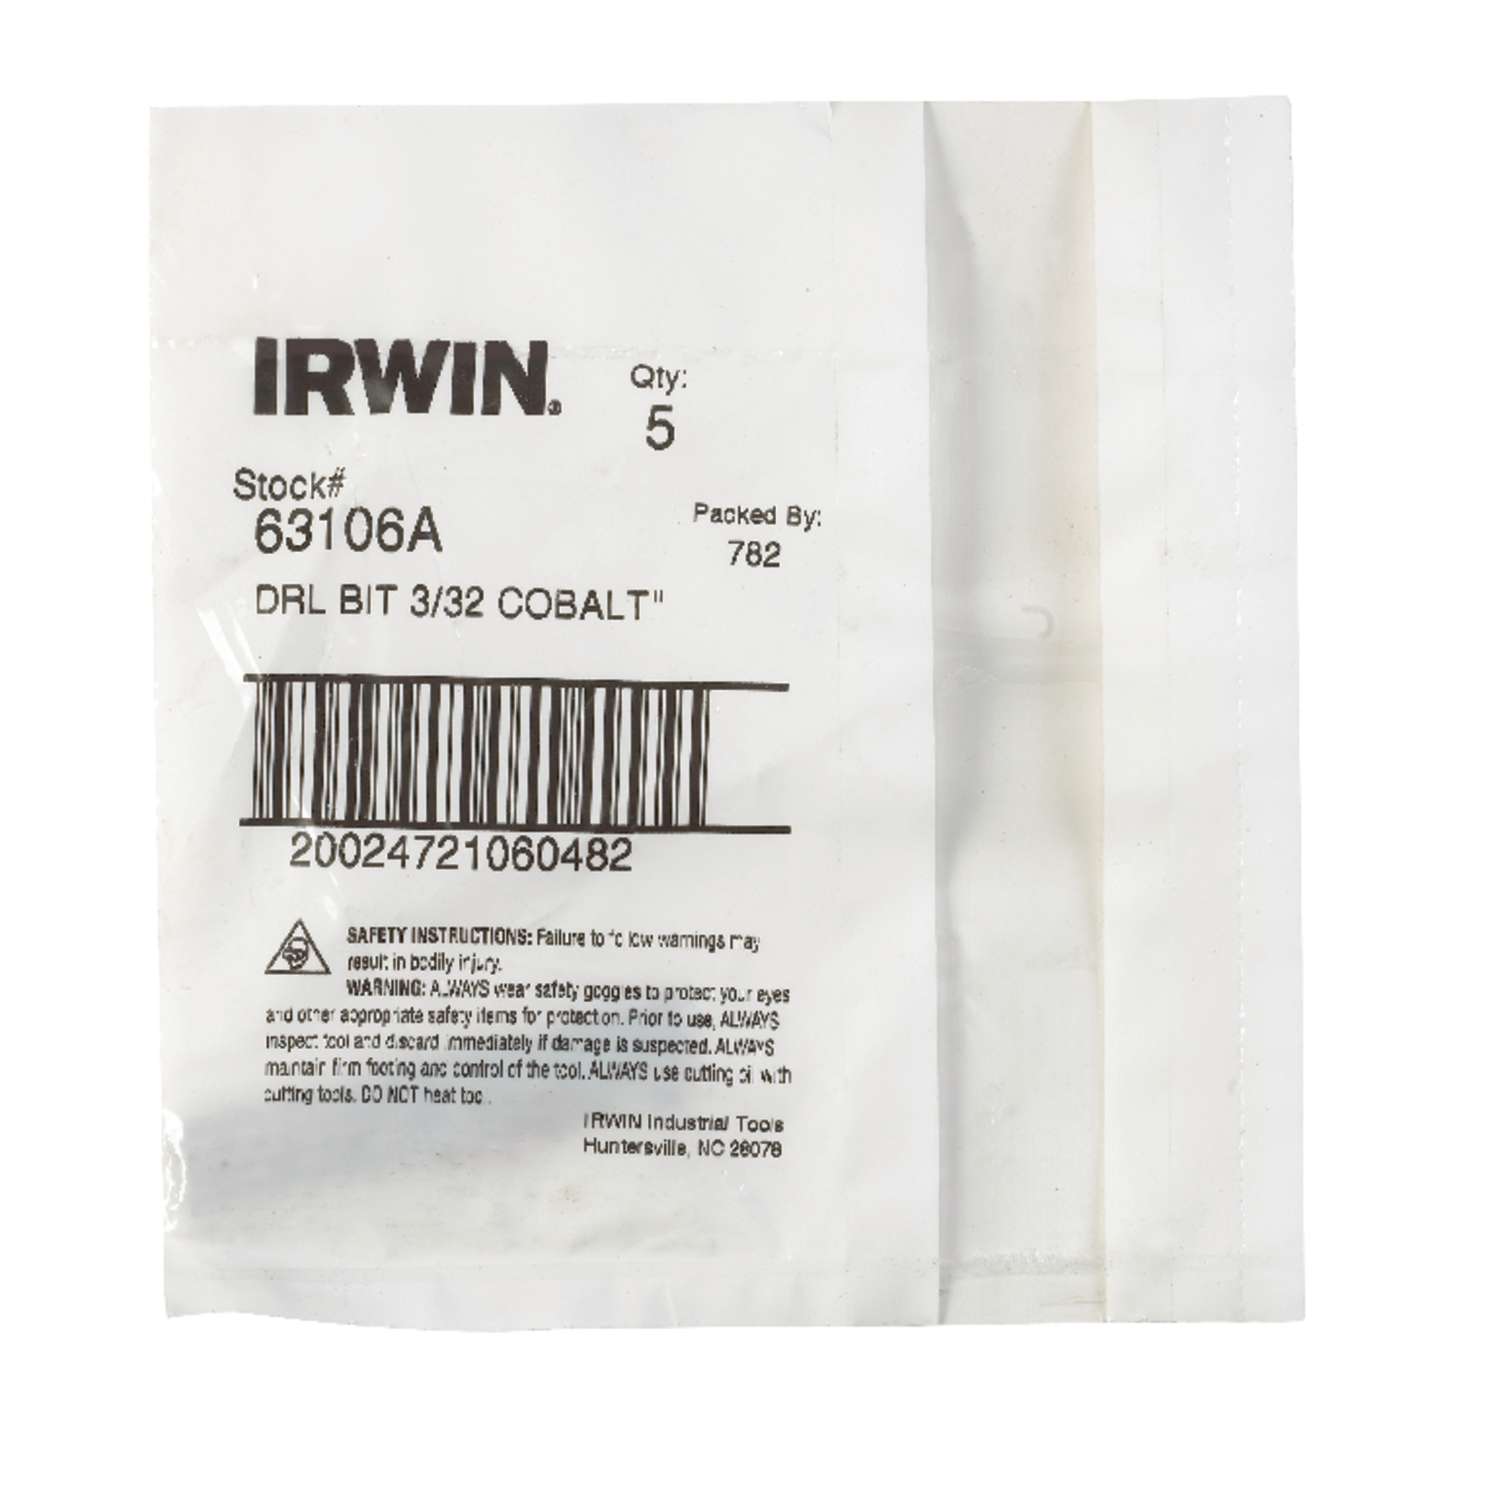 IRWIN®
Qty:
5
Stock#
63106A
Packed By:
782
DRL BIT 3/32 COBALT"
20024721060482
SAFETY INSTRUCTIONS: Failure to follow warnings may
result in bodily injury.
WARNING: ALWAYS wear safety goggles to protect your eyes
and other appropriate safety items for protection. Prior to use, ALWAYS
inspect tool and discard immediately if damage is suspected. ALWAYS
maintain firm footing and control of the tool. ALWAYS use cutting oil with
cutting tools. DO NOT heat tool.
IRWIN Industrial Tools
Huntersville, NC 28078